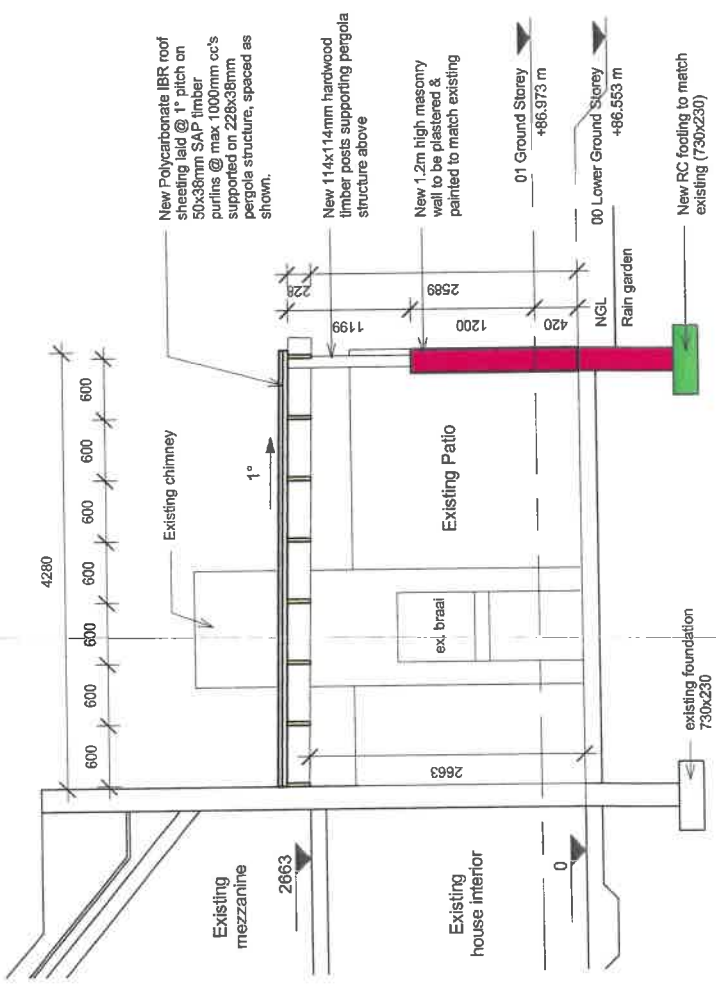 New Polycarbonate IBR roof
sheeting laid @ 1° pitch on
50x38mm SAP timber
purlins @ max 1000mm cc's
supported on 228x38mm
pergola structure, spaced as
shown.
New 114x114mm hardwood
timber posts supporting pergola
structure above
New 1.2m high masonry
wall to be plastered &
painted to match existing
01 Ground Storey
+86.973 m
00 Lower Ground Storey
+86.553 m
New RC footing to match
existing (730x230)
4280
600
600
600
600
600
600
600
Existing chimney
1°
228
1199
2589
1200
420
NGL
Rain garden
Existing Patio
ex. braai
2663
existing foundation
730x230
Existing
mezzanine
2663
Existing
house interior
0